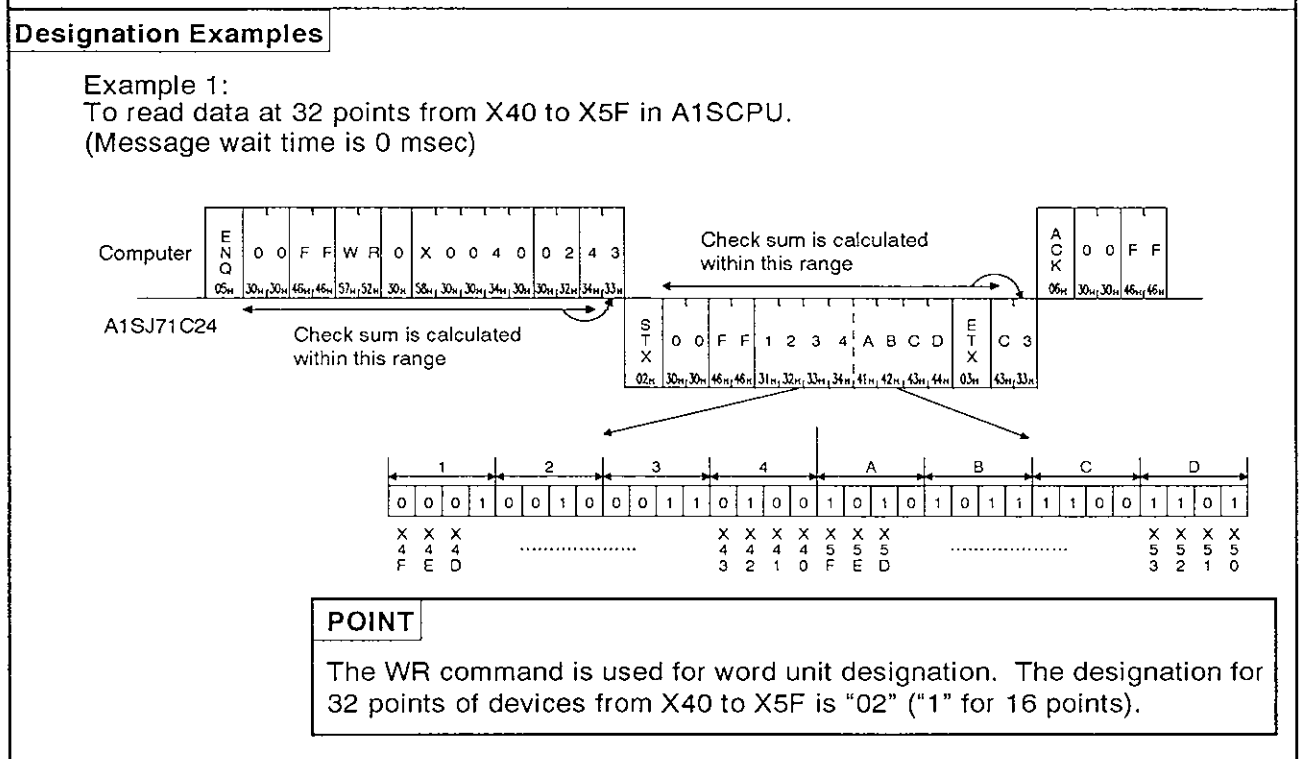 Designation Examples
Example 1:
To read data at 32 points from X40 to X5F in A1SCPU.
(Message wait time is 0 msec)
Computer
ENQ 0 0 F F W R 0 X 0 0 4 0 0 2 4 3
05H 30H, 30H 46H, 46H 57H, 52H 30H 58H, 30H, 30H, 34H, 30H 30H, 32H 34H, 33H
Check sum is calculated
within this range
ACK 0 0 F F
06H 30H, 30H 46H, 46H
A1SJ71C24
Check sum is calculated
within this range
STX 0 0 F F 1 2 3 4 A B C D ETX C 3
02H 30H, 30H 46H, 46H 31H, 32H, 33H, 34H, 41H, 42H, 43H, 44H 03H 43H, 33H
1 2 3 4 A B C D
0 0 0 1 0 0 1 0 0 0 1 1 0 1 0 0 1 0 1 0 1 0 1 1 1 1 0 0 1 1 0 1
X4F X4E X4D .................. X43 X42 X41 X40 X5F X5E X5D .................. X53 X52 X51 X50
POINT
The WR command is used for word unit designation. The designation for
32 points of devices from X40 to X5F is “02” (“1” for 16 points).